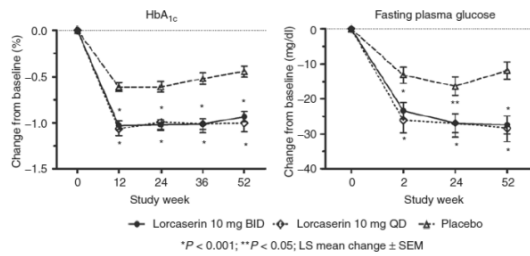 HbA1c
Change from baseline (%)
0.0
−0.5
−1.0
−1.5
* * * *
* * * *
0 12 24 36 52
Study week
Fasting plasma glucose
Change from baseline (mg/dl)
0
−10
−20
−30
−40
* ** *
* * *
0 2 24 52
Study week
Lorcaserin 10 mg BID Lorcaserin 10 mg QD Placebo
*P < 0.001; **P < 0.05; LS mean change ± SEM